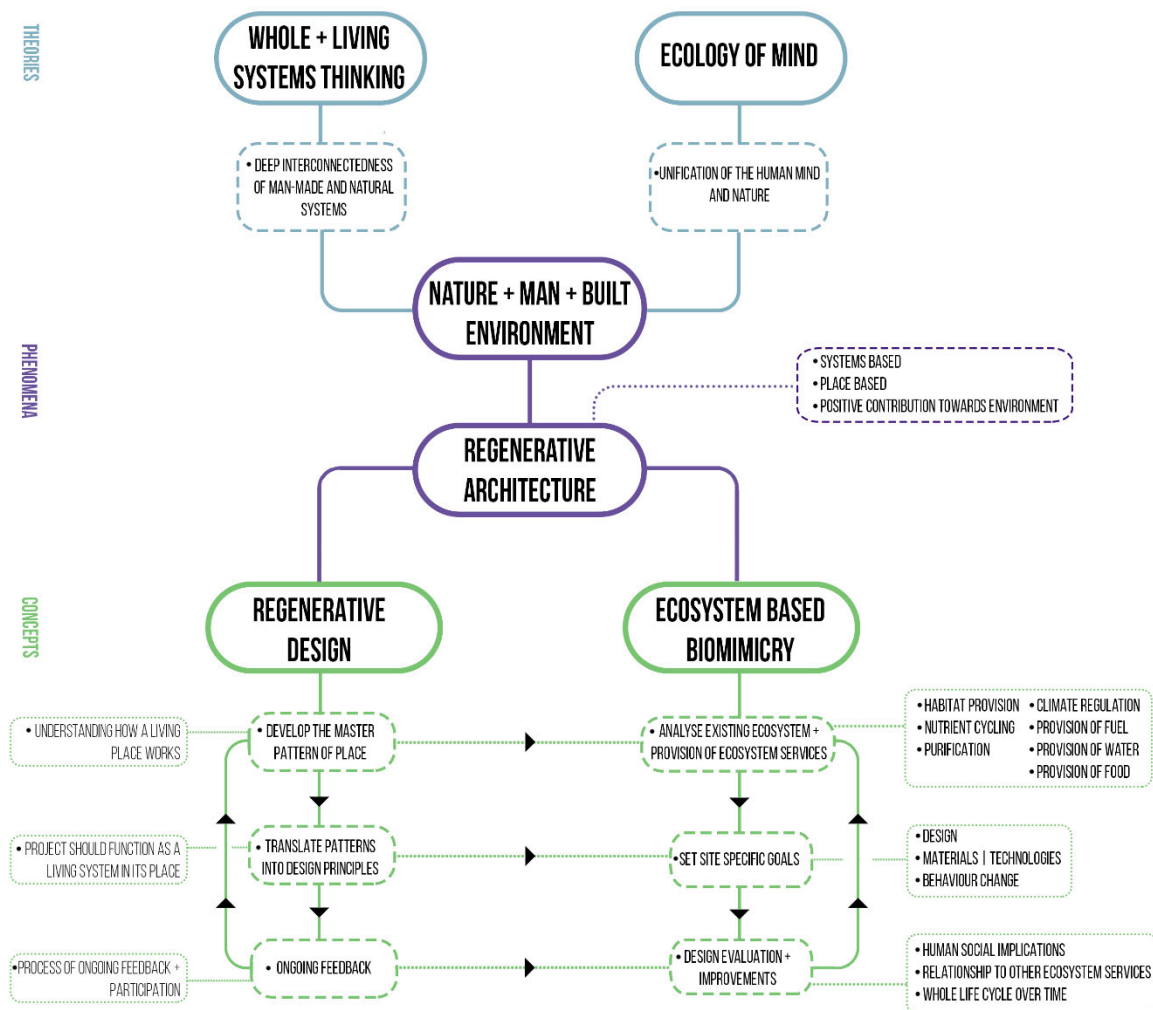 THEORIES
WHOLE + LIVING
SYSTEMS THINKING
ECOLOGY OF MIND
• DEEP INTERCONNECTEDNESS
OF MAN-MADE AND NATURAL
SYSTEMS
•UNIFICATION OF THE HUMAN MIND
AND NATURE
NATURE + MAN + BUILT
ENVIRONMENT
PHENOMENA
• SYSTEMS BASED
• PLACE BASED
• POSITIVE CONTRIBUTION TOWARDS ENVIRONMENT
REGENERATIVE
ARCHITECTURE
CONCEPTS
REGENERATIVE
DESIGN
ECOSYSTEM BASED
BIOMIMICRY
• UNDERSTANDING HOW A LIVING
PLACE WORKS
• DEVELOP THE MASTER
PATTERN OF PLACE
• ANALYSE EXISTING ECOSYSTEM +
PROVISION OF ECOSYSTEM SERVICES
• HABITAT PROVISION
• NUTRIENT CYCLING
• PURIFICATION
• CLIMATE REGULATION
• PROVISION OF FUEL
• PROVISION OF WATER
• PROVISION OF FOOD
• PROJECT SHOULD FUNCTION AS A
LIVING SYSTEM IN ITS PLACE
• TRANSLATE PATTERNS
INTO DESIGN PRINCIPLES
•SET SITE SPECIFIC GOALS
• DESIGN
• MATERIALS | TECHNOLOGIES
• BEHAVIOUR CHANGE
•PROCESS OF ONGOING FEEDBACK +
PARTICIPATION
• ONGOING FEEDBACK
• DESIGN EVALUATION +
IMPROVEMENTS
• HUMAN SOCIAL IMPLICATIONS
• RELATIONSHIP TO OTHER ECOSYSTEM SERVICES
• WHOLE LIFE CYCLE OVER TIME